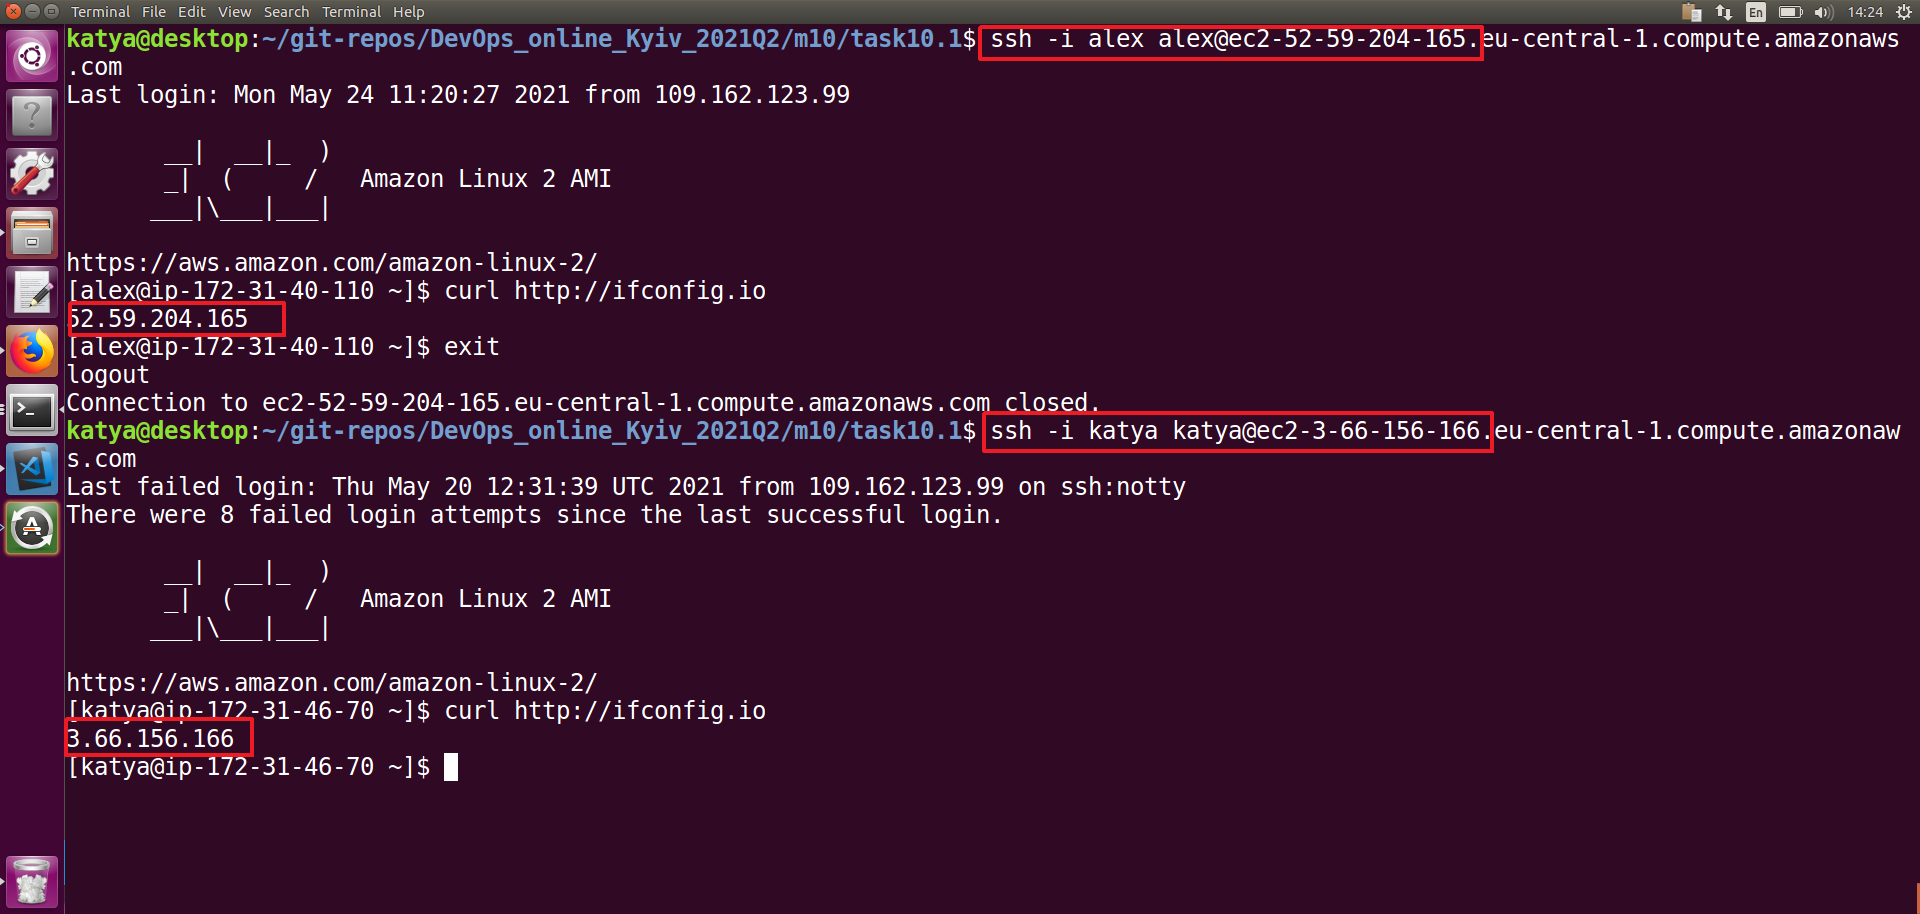 Terminal File Edit View Search Terminal Help En 14:24
katya@desktop:~/git-repos/DevOps_online_Kyiv_2021Q2/m10/task10.1$ ssh -i alex alex@ec2-52-59-204-165.eu-central-1.compute.amazonaws
.com
Last login: Mon May 24 11:20:27 2021 from 109.162.123.99
       __|  __|_  )
       _|  (     /   Amazon Linux 2 AMI
      ___|\___|___|
https://aws.amazon.com/amazon-linux-2/
[alex@ip-172-31-40-110 ~]$ curl http://ifconfig.io
52.59.204.165
[alex@ip-172-31-40-110 ~]$ exit
logout
Connection to ec2-52-59-204-165.eu-central-1.compute.amazonaws.com closed.
katya@desktop:~/git-repos/DevOps_online_Kyiv_2021Q2/m10/task10.1$ ssh -i katya katya@ec2-3-66-156-166.eu-central-1.compute.amazonaw
s.com
Last failed login: Thu May 20 12:31:39 UTC 2021 from 109.162.123.99 on ssh:notty
There were 8 failed login attempts since the last successful login.
       __|  __|_  )
       _|  (     /   Amazon Linux 2 AMI
      ___|\___|___|
https://aws.amazon.com/amazon-linux-2/
[katya@ip-172-31-46-70 ~]$ curl http://ifconfig.io
3.66.156.166
[katya@ip-172-31-46-70 ~]$